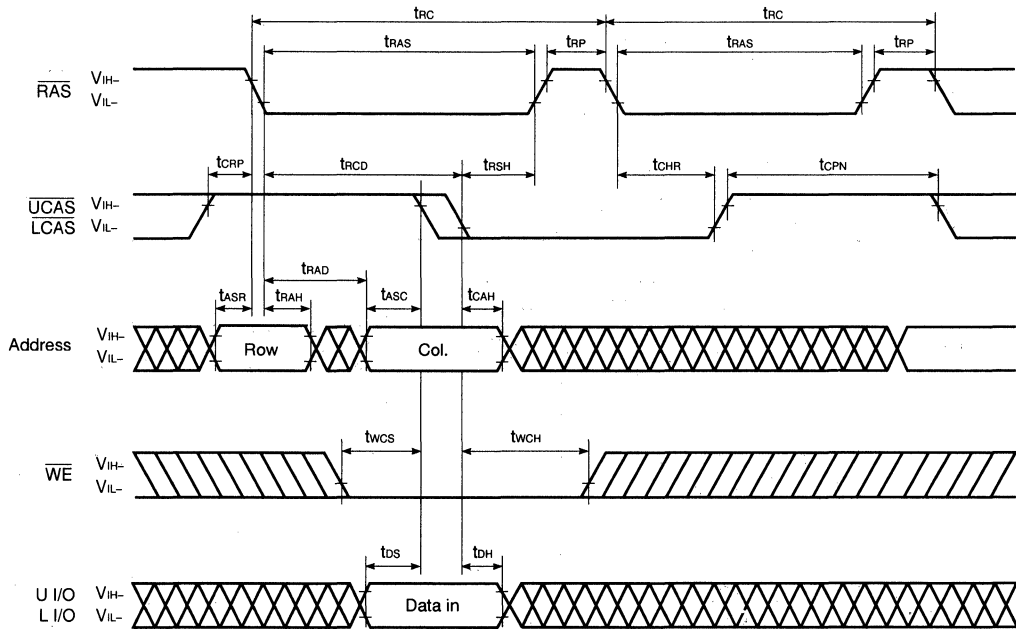 tRC tRC
tRAS tRP tRAS tRP
RAS VIH–
VIL–
tCRP tRCD tRSH tCHR tCPN
UCAS VIH–
LCAS VIL–
tRAD
tASR tRAH tASC tCAH
Address VIH–
VIL–
Row Col.
tWCS tWCH
WE VIH–
VIL–
tDS tDH
U I/O VIH–
L I/O VIL–
Data in